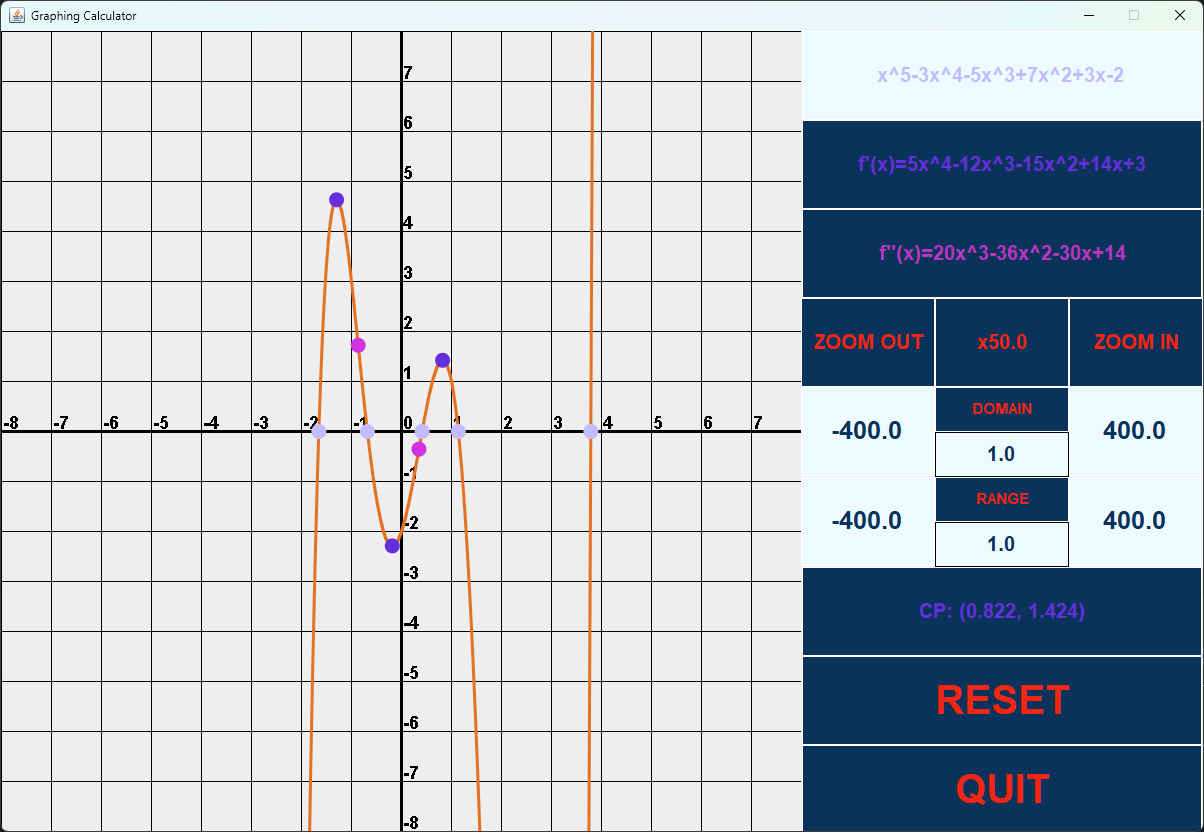 Graphing Calculator
x^5-3x^4-5x^3+7x^2+3x-2
f'(x)=5x^4-12x^3-15x^2+14x+3
f''(x)=20x^3-36x^2-30x+14
ZOOM OUT x50.0 ZOOM IN
DOMAIN
-400.0 400.0
1.0
RANGE
-400.0 400.0
1.0
CP: (0.822, 1.424)
RESET
QUIT
7
6
5
4
3
2
1
-8 -7 -6 -5 -4 -3 -2 -1 0 1 2 3 4 5 6 7
-1
-2
-3
-4
-5
-6
-7
-8